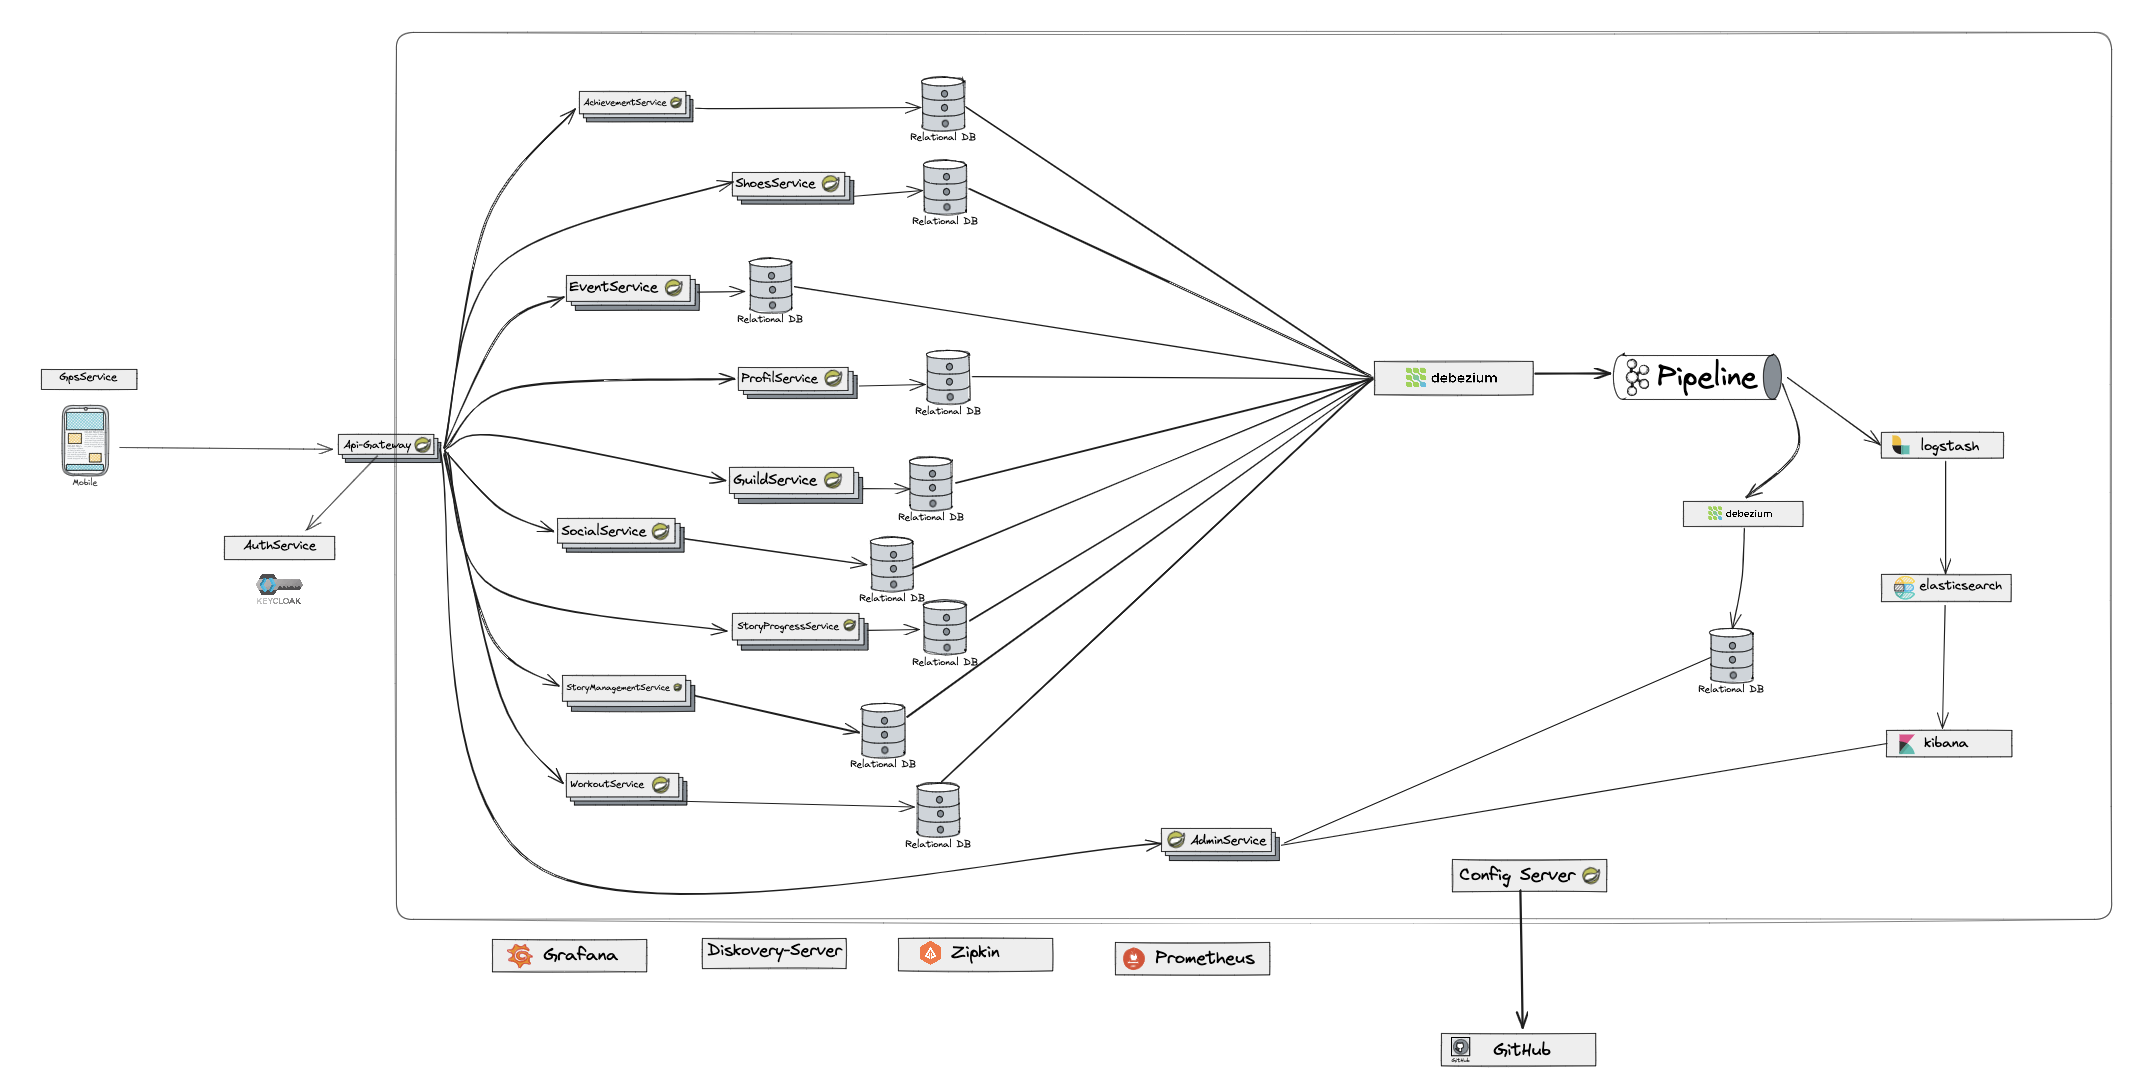 AchievementService
Relational DB
ShoesService
Relational DB
EventService
Relational DB
GpsService
Mobile
Api-Gateway
AuthService
KEYCLOAK
ProfilService
Relational DB
GuildService
Relational DB
SocialService
Relational DB
StoryProgressService
Relational DB
StoryManagementService
Relational DB
WorkoutService
Relational DB
AdminService
debezium
Pipeline
logstash
debezium
elasticsearch
Relational DB
kibana
Config Server
Grafana
Diskovery-Server
Zipkin
Prometheus
GitHub
GitHub